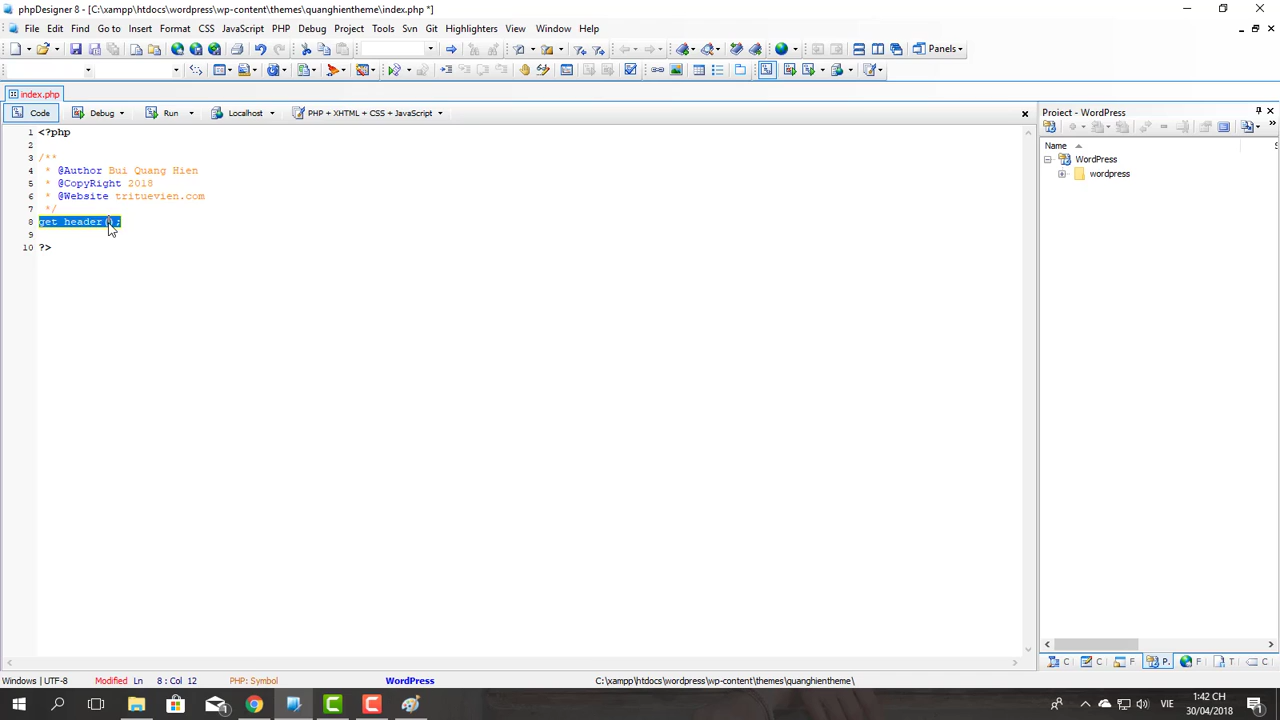 phpDesigner 8 - [C:\xampp\htdocs\wordpress\wp-content\themes\quanghientheme\index.php *]
File Edit Find Go to Insert Format CSS JavaScript PHP Debug Project Tools Svn Git Highlighters View Window Help
Panels
index.php
Code Debug Run Localhost PHP + XHTML + CSS + JavaScript
Project - WordPress
Name
S
WordPress
wordpress
1 <?php
2
3 /**
4 * @Author Bui Quang Hien
5 * @CopyRight 2018
6 * @Website trituevien.com
7 */
8 get_header();
9
10 ?>
C C F P. F T C
Windows | UTF-8 Modified Ln 8 : Col 12 PHP: Symbol WordPress C:\xampp\htdocs\wordpress\wp-content\themes\quanghientheme\
VIE
1:42 CH
30/04/2018